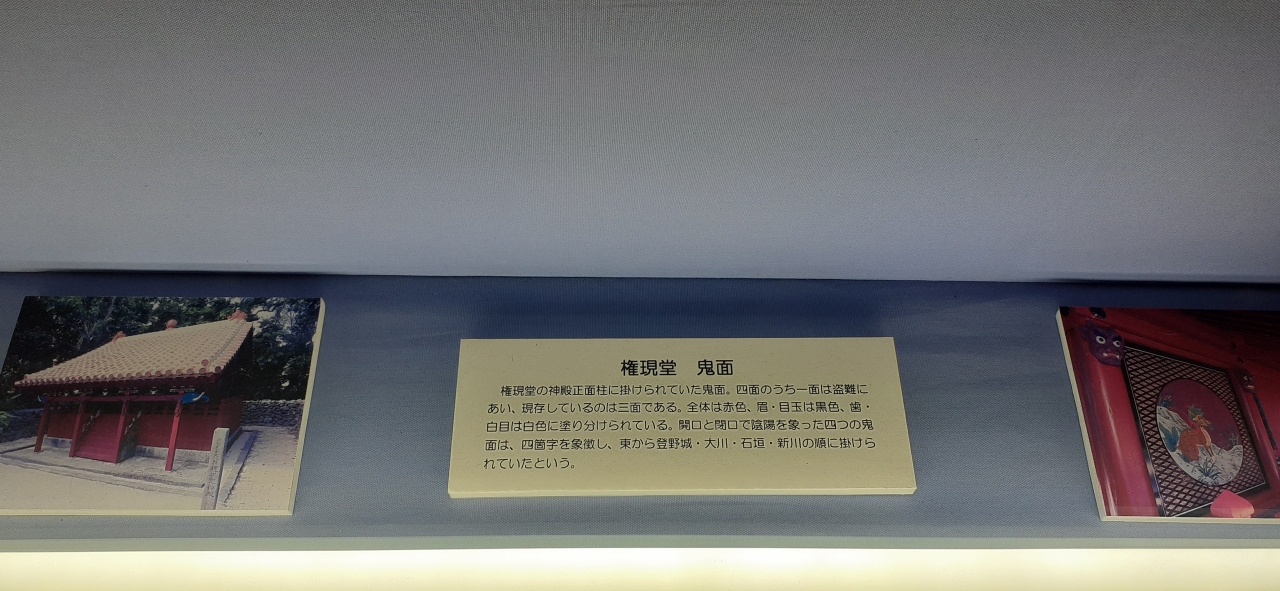 権現堂　鬼面
権現堂の神殿正面柱に掛けられていた鬼面。四面のうち一面は盗難に
あい、現存しているのは三面である。全体は赤色、眉・目玉は黒色、歯・
白目は白色に塗り分けられている。開口と閉口で陰陽を象った四つの鬼
面は、四箇字を象徴し、東から登野城・大川・石垣・新川の順に掛けら
れていたという。